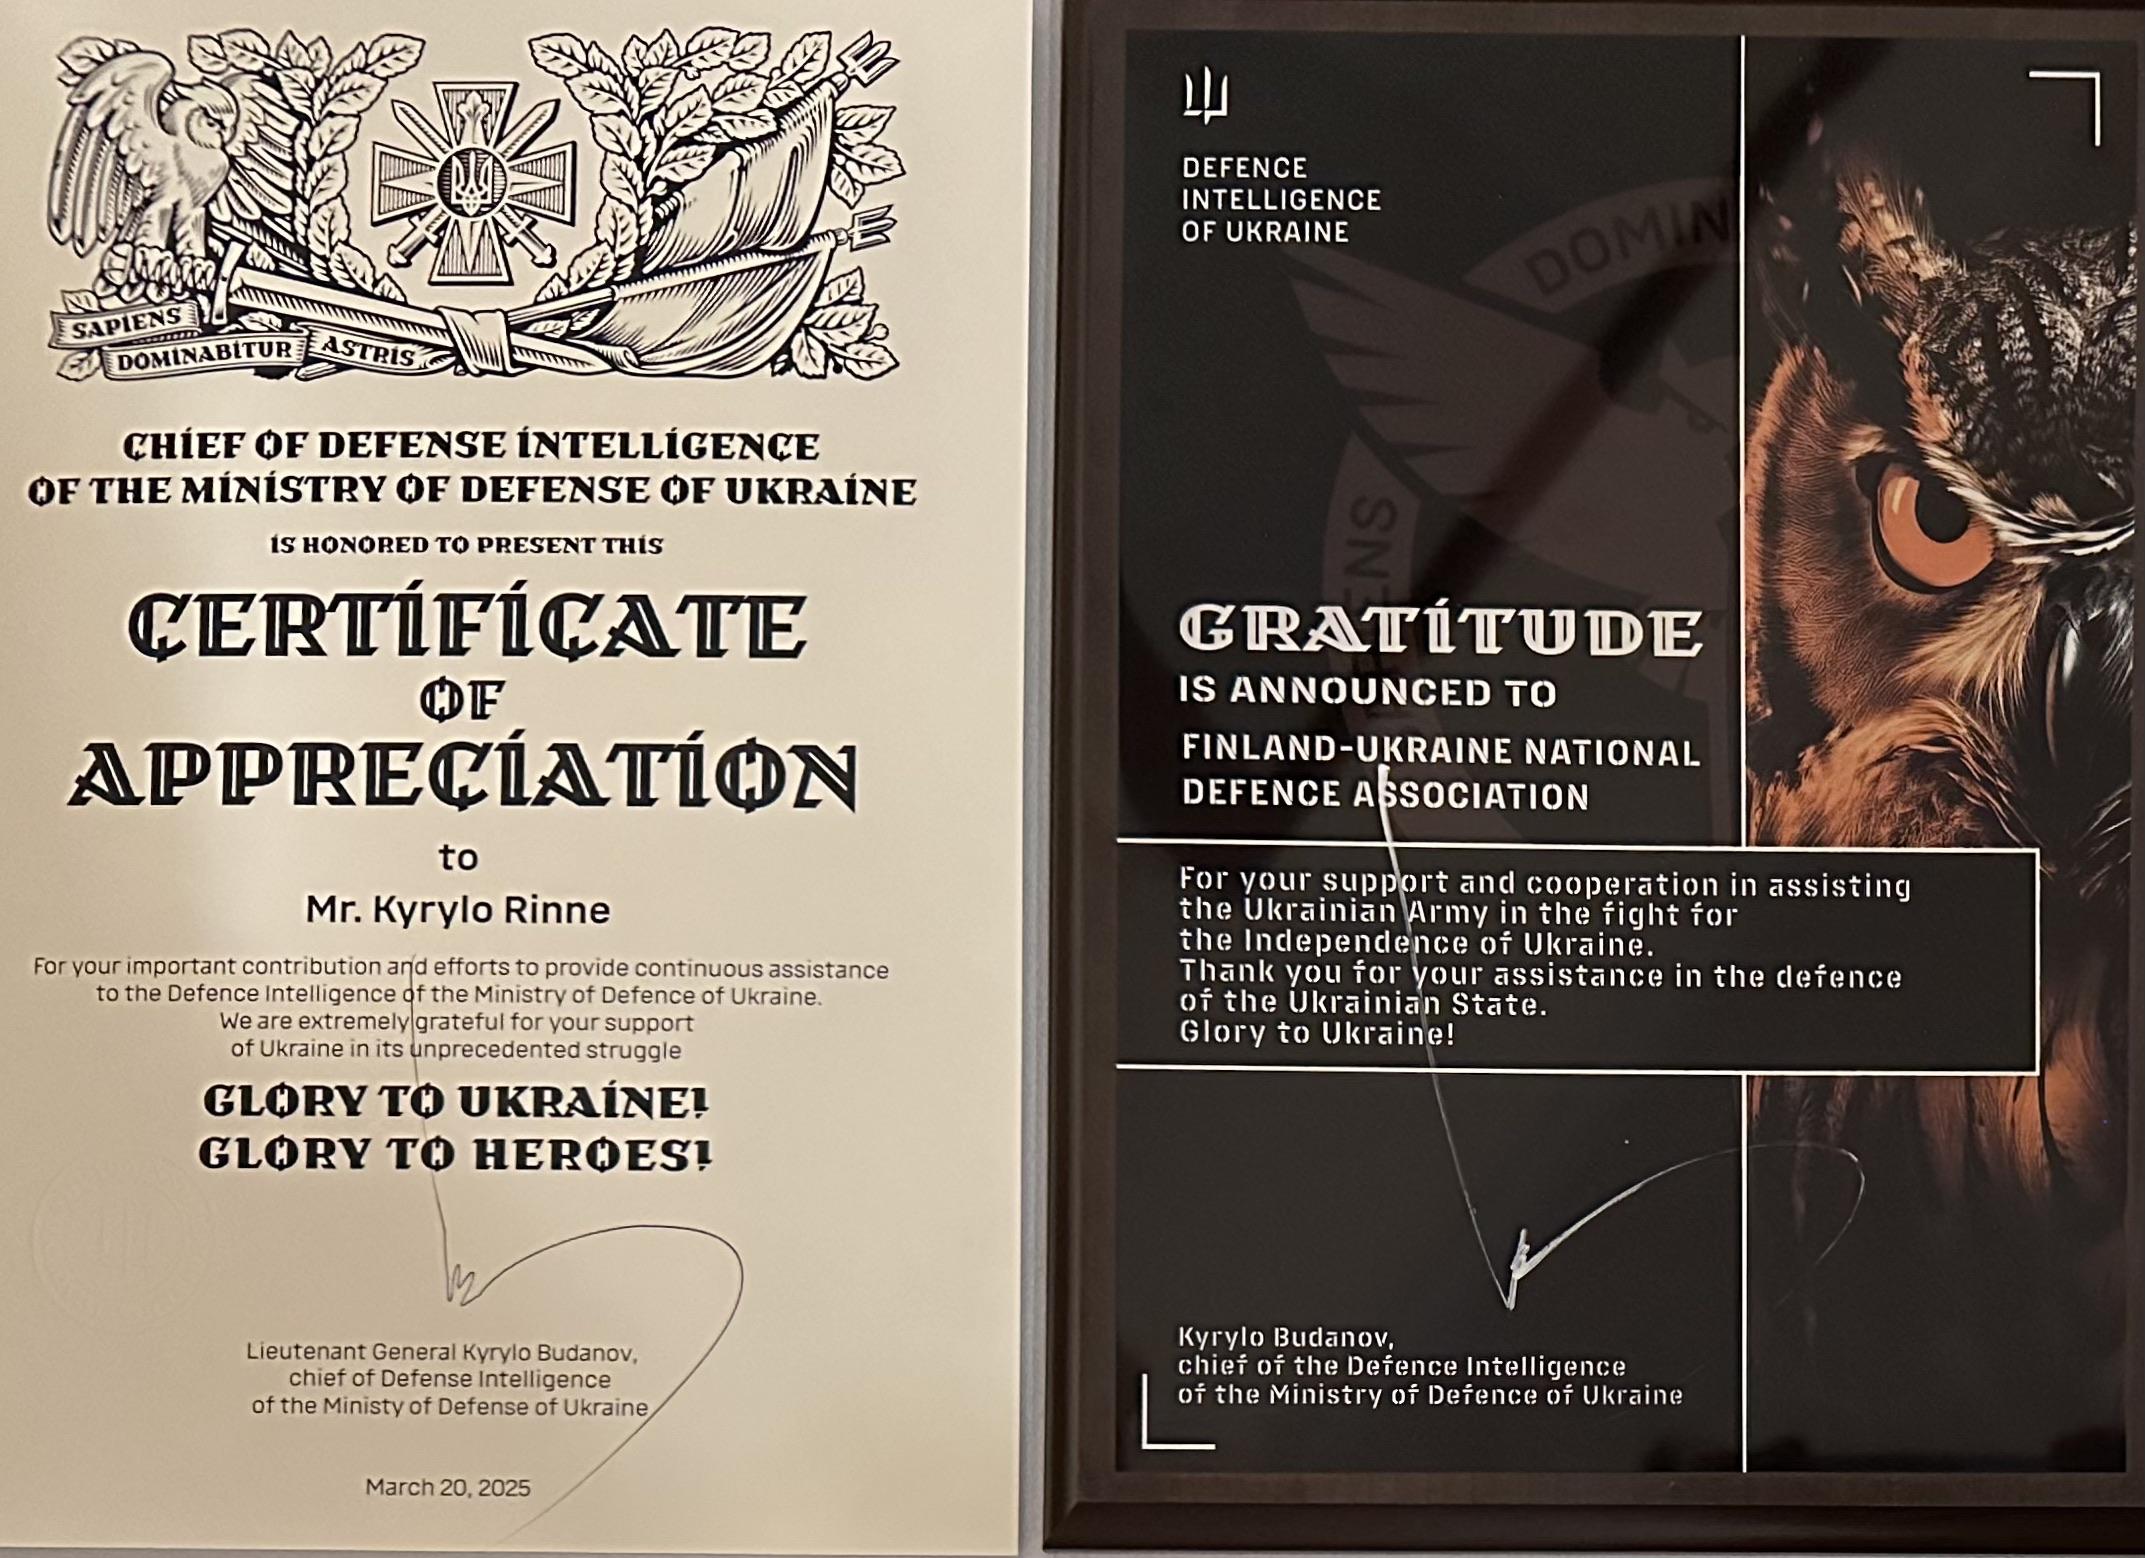 SAPIENS
DOMINABITUR
ASTRIS
CHIEF OF DEFENSE INTELLIGENCE
OF THE MINISTRY OF DEFENSE OF UKRAINE
IS HONORED TO PRESENT THIS
CERTIFICATE
OF
APPRECIATION
to
Mr. Kyrylo Rinne
For your important contribution and efforts to provide continuous assistance
to the Defence Intelligence of the Ministry of Defence of Ukraine.
We are extremely grateful for your support
of Ukraine in its unprecedented struggle
GLORY TO UKRAINE!
GLORY TO HEROES!
Lieutenant General Kyrylo Budanov,
chief of Defense Intelligence
of the Ministy of Defense of Ukraine
March 20, 2025
DEFENCE
INTELLIGENCE
OF UKRAINE
DOMIN
ENS
GRATITUDE
IS ANNOUNCED TO
FINLAND-UKRAINE NATIONAL
DEFENCE ASSOCIATION
For your support and cooperation in assisting
the Ukrainian Army in the fight for
the Independence of Ukraine.
Thank you for your assistance in the defence
of the Ukrainian State.
Glory to Ukraine!
Kyrylo Budanov,
chief of the Defence Intelligence
of the Ministry of Defence of Ukraine